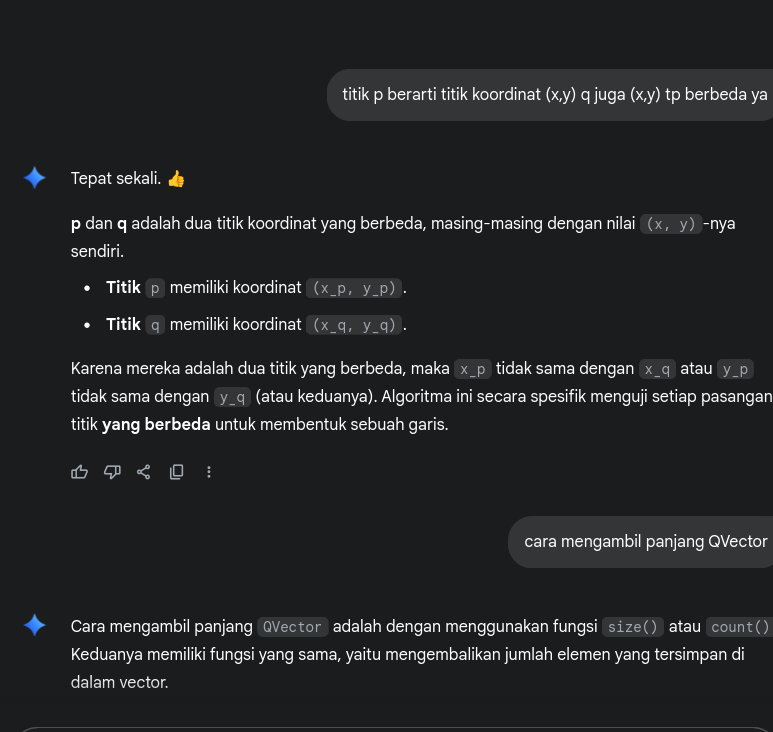 titik p berarti titik koordinat (x,y) q juga (x,y) tp berbeda ya
Tepat sekali. 👍
p dan q adalah dua titik koordinat yang berbeda, masing-masing dengan nilai (x, y)-nya
sendiri.
• Titik p memiliki koordinat (x_p, y_p).
• Titik q memiliki koordinat (x_q, y_q).
Karena mereka adalah dua titik yang berbeda, maka x_p tidak sama dengan x_q atau y_p
tidak sama dengan y_q (atau keduanya). Algoritma ini secara spesifik menguji setiap pasangan
titik yang berbeda untuk membentuk sebuah garis.
cara mengambil panjang QVector
Cara mengambil panjang QVector adalah dengan menggunakan fungsi size() atau count()
Keduanya memiliki fungsi yang sama, yaitu mengembalikan jumlah elemen yang tersimpan di
dalam vector.